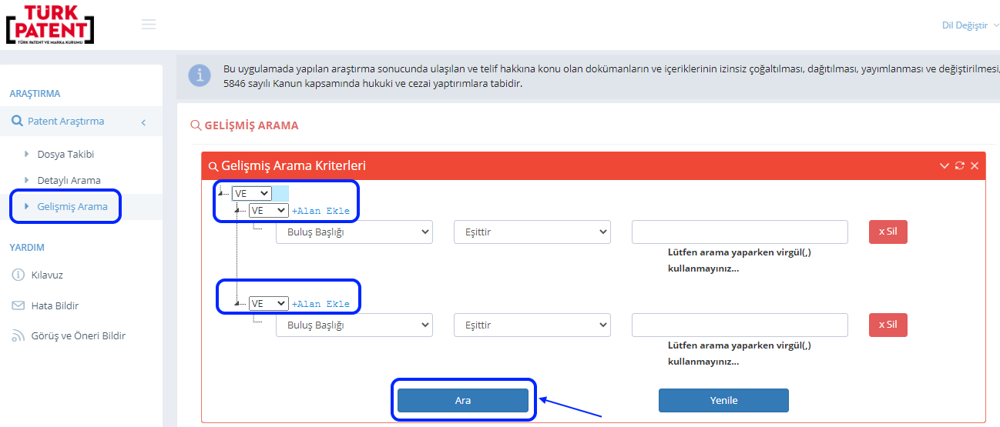 TÜRK
PATENT
TÜRK PATENT VE MARKA KURUMU
Dil Değiştir
Bu uygulamada yapılan araştırma sonucunda ulaşılan ve telif hakkına konu olan dokümanların ve içeriklerinin izinsiz çoğaltılması, dağıtılması, yayımlanması ve değiştirilmesi,
5846 sayılı Kanun kapsamında hukuki ve cezai yaptırımlara tabidir.
ARAŞTIRMA
Patent Araştırma
Dosya Takibi
Detaylı Arama
Gelişmiş Arama
YARDIM
Kılavuz
Hata Bildir
Görüş ve Öneri Bildir
GELİŞMİŞ ARAMA
Gelişmiş Arama Kriterleri
VE
VE +Alan Ekle
Buluş Başlığı Eşittir x Sil
Lütfen arama yaparken virgül(,)
kullanmayınız...
VE +Alan Ekle
Buluş Başlığı Eşittir x Sil
Lütfen arama yaparken virgül(,)
kullanmayınız...
Ara Yenile